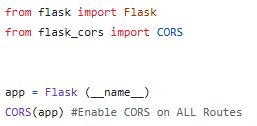 from flask import Flask
from flask_cors import CORS
app = Flask (__name__)
CORS(app) #Enable CORS on ALL Routes